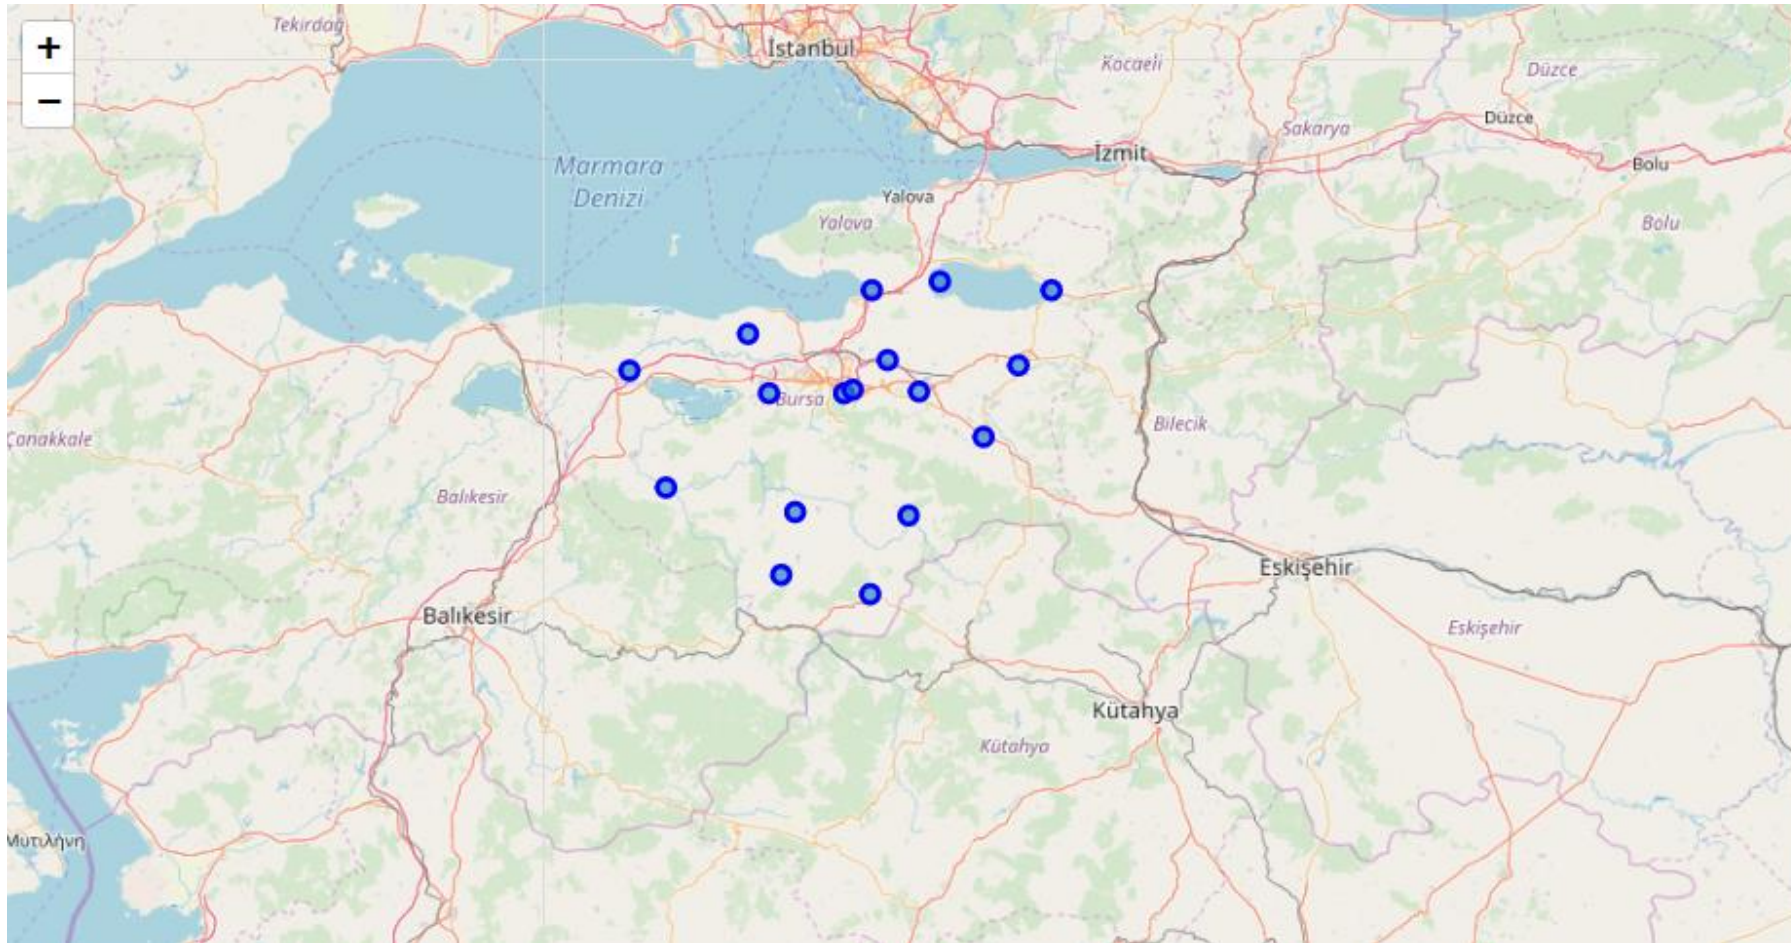 +
−
Tekirdağ
İstanbul
Kocaeli
Düzce
Düzce
Sakarya
İzmit
Bolu
Marmara
Denizi
Yalova
Yalova
Bolu
Bursa
Bilecik
Çanakkale
Balıkesir
Eskişehir
Balıkesir
Eskişehir
Kütahya
Kütahya
Μυτιλήνη